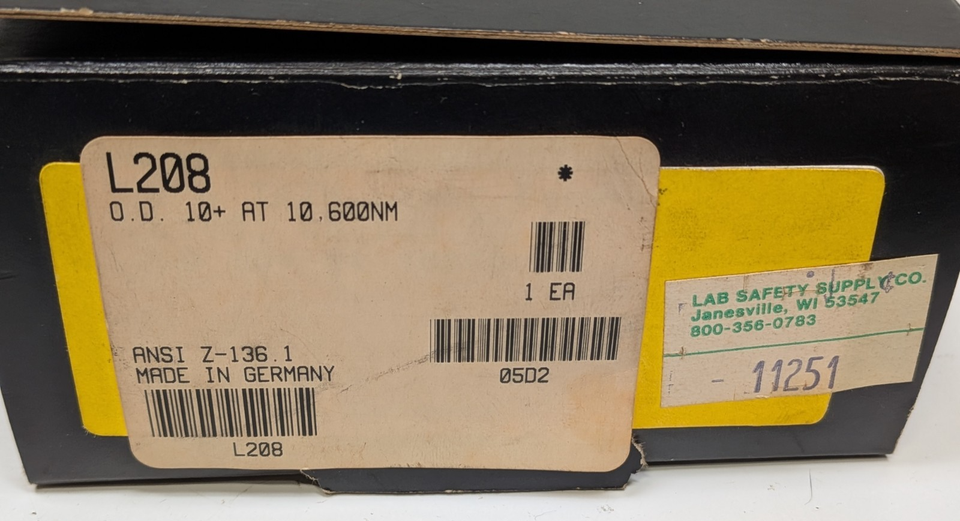 L208
*
O.D. 10+ AT 10,600NM
1 EA
ANSI Z-136.1
MADE IN GERMANY
05D2
L208
LAB SAFETY SUPPLY CO.
Janesville, WI 53547
800-356-0783
- 11251